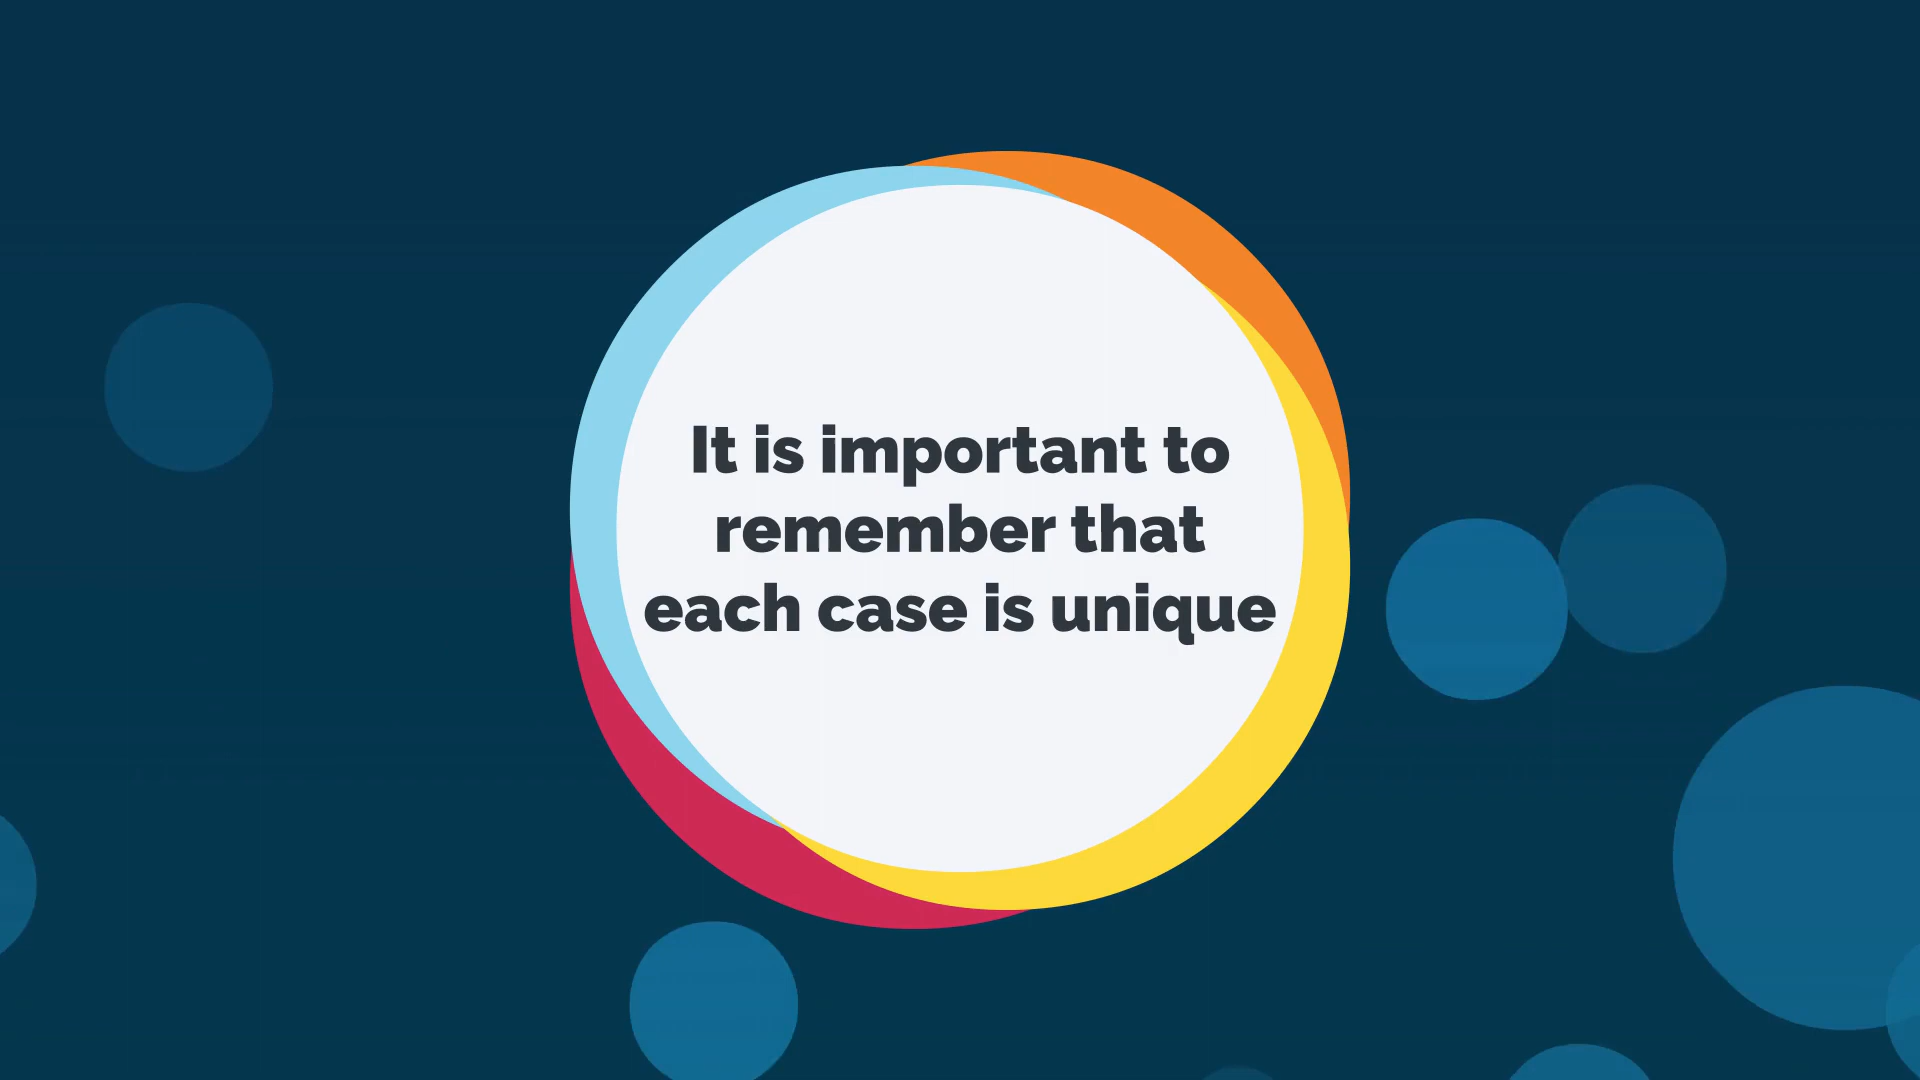 It is important to
remember that
each case is unique